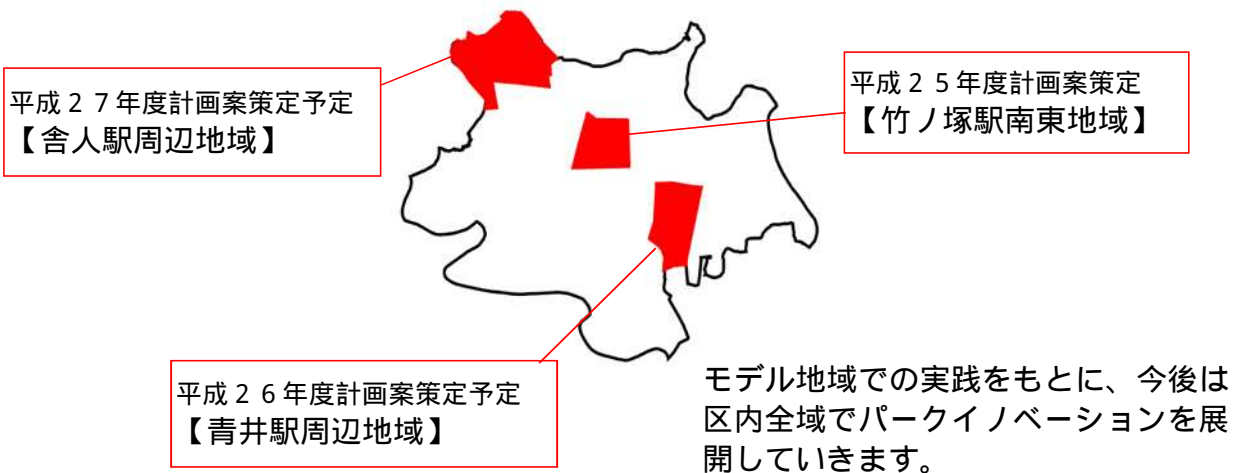 平成２７年度計画案策定予定
【舎人駅周辺地域】
平成２５年度計画案策定
【竹ノ塚駅南東地域】
平成２６年度計画案策定予定
【青井駅周辺地域】
モデル地域での実践をもとに、今後は
区内全域でパークイノベーションを展
開していきます。